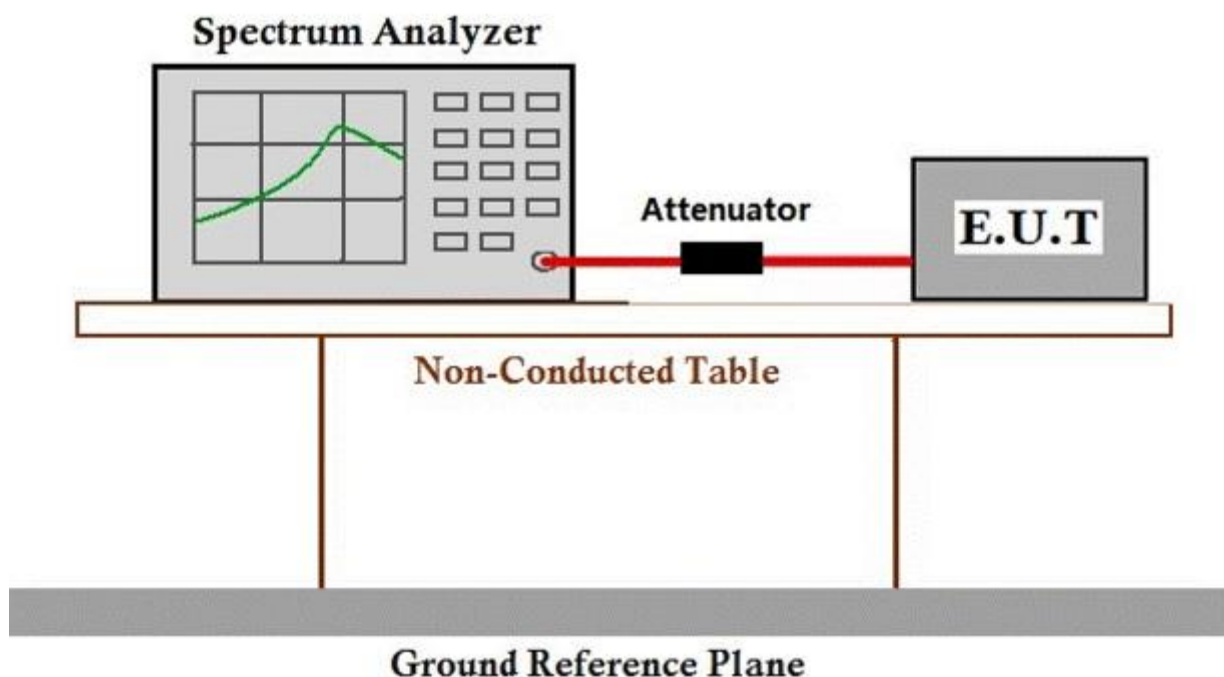 Spectrum Analyzer
Attenuator
E.U.T
Non-Conducted Table
Ground Reference Plane